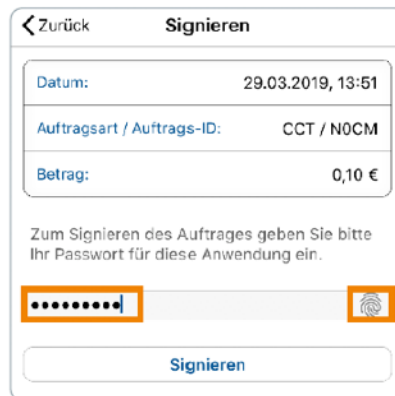 Zurück Signieren
Datum: 29.03.2019, 13:51
Auftragsart / Auftrags-ID: CCT / N0CM
Betrag: 0,10 €
Zum Signieren des Auftrages geben Sie bitte
Ihr Passwort für diese Anwendung ein.
•••••••••
Signieren